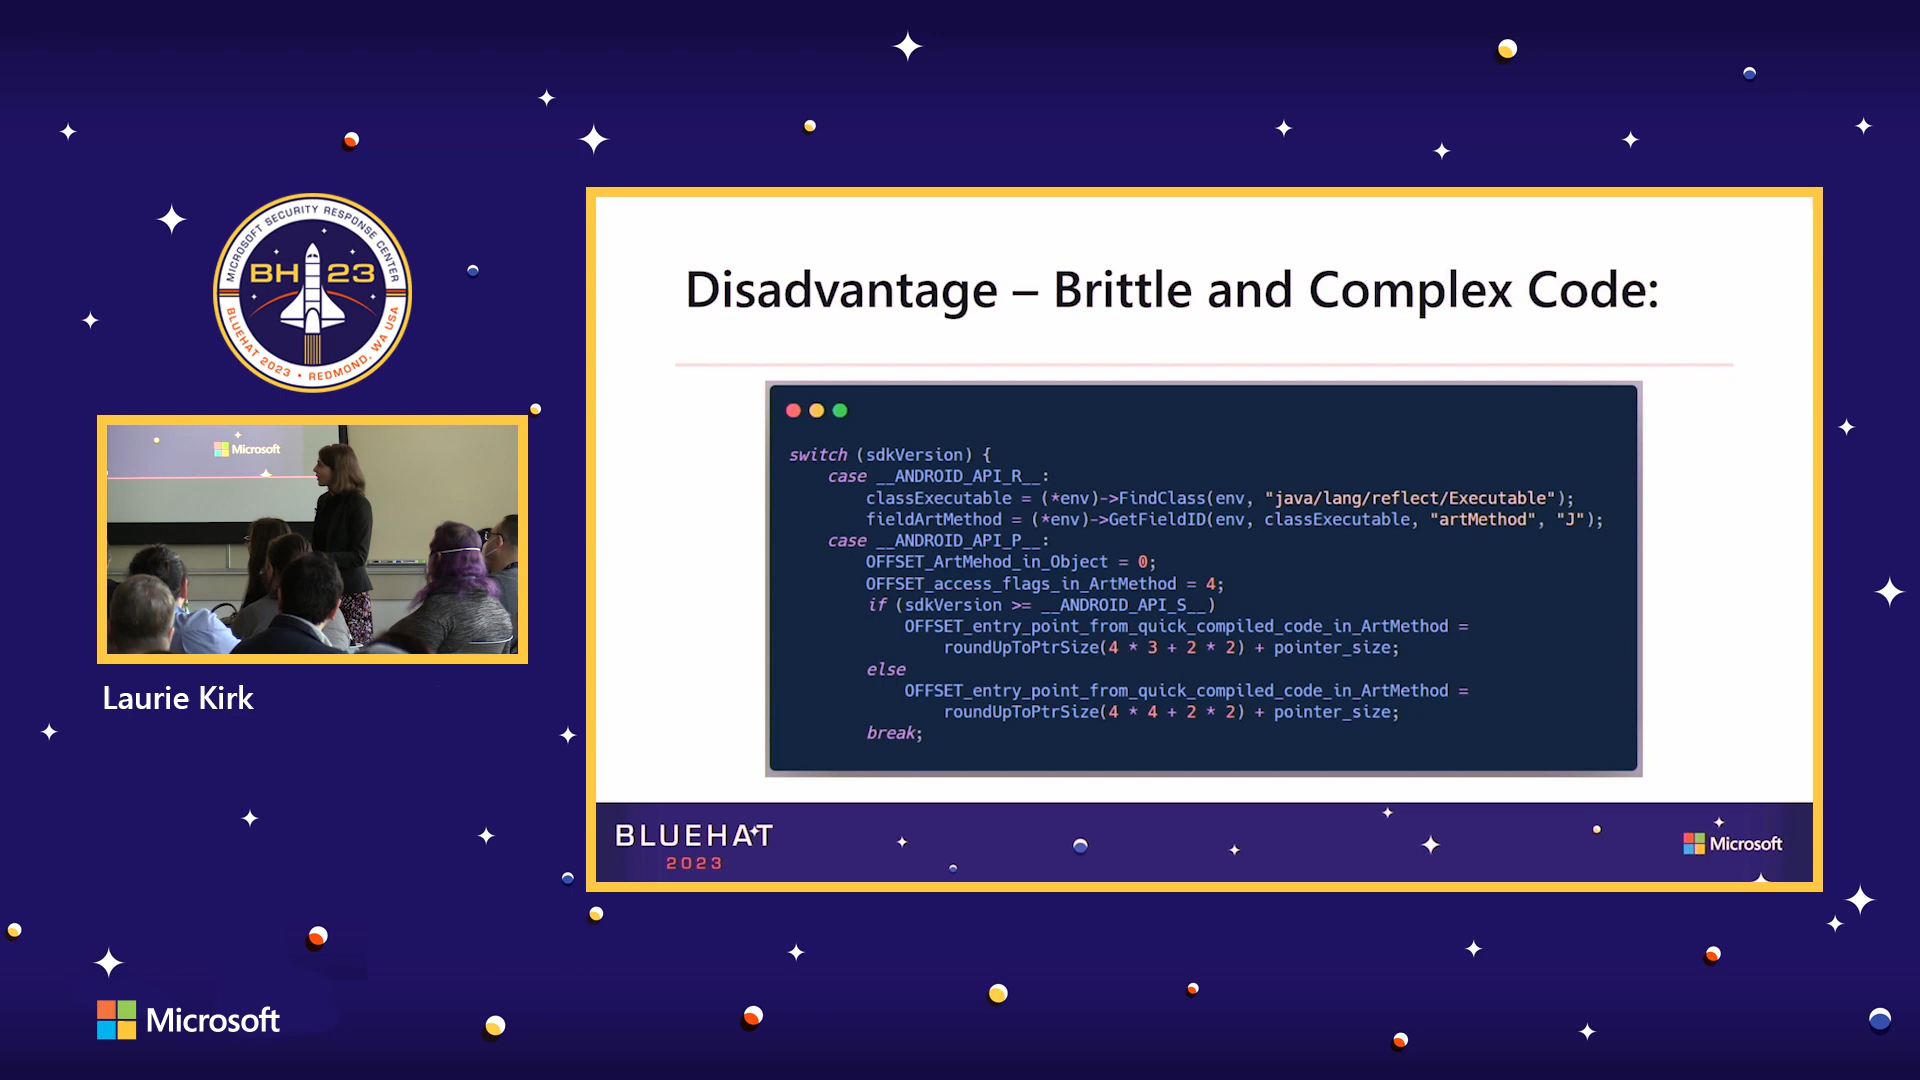 MICROSOFT SECURITY RESPONSE CENTER
BH 23
BLUEHAT 2023 • REDMOND, WA USA
Microsoft
Laurie Kirk
Disadvantage – Brittle and Complex Code:
switch (sdkVersion) {
    case __ANDROID_API_R__:
        classExecutable = (*env)->FindClass(env, "java/lang/reflect/Executable");
        fieldArtMethod = (*env)->GetFieldID(env, classExecutable, "artMethod", "J");
    case __ANDROID_API_P__:
        OFFSET_ArtMehod_in_Object = 0;
        OFFSET_access_flags_in_ArtMethod = 4;
        if (sdkVersion >= __ANDROID_API_S__)
            OFFSET_entry_point_from_quick_compiled_code_in_ArtMethod =
                roundUpToPtrSize(4 * 3 + 2 * 2) + pointer_size;
        else
            OFFSET_entry_point_from_quick_compiled_code_in_ArtMethod =
                roundUpToPtrSize(4 * 4 + 2 * 2) + pointer_size;
        break;
BLUEHAT
2023
Microsoft
Microsoft